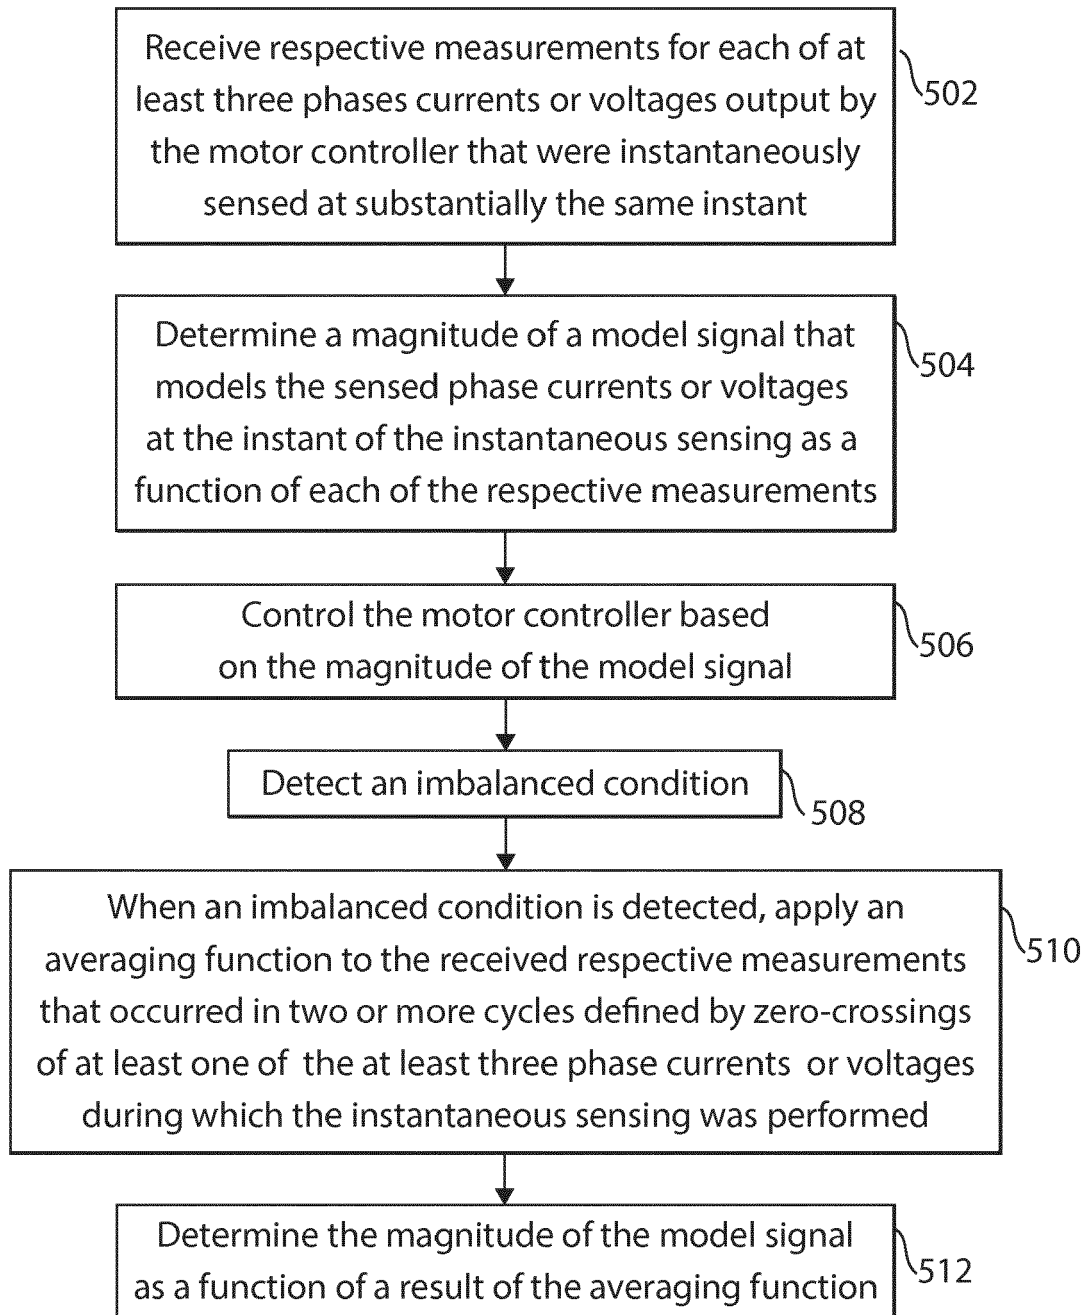 Receive respective measurements for each of at
least three phases currents or voltages output by
the motor controller that were instantaneously
sensed at substantially the same instant
502
Determine a magnitude of a model signal that
models the sensed phase currents or voltages
at the instant of the instantaneous sensing as a
function of each of the respective measurements
504
Control the motor controller based
on the magnitude of the model signal
506
Detect an imbalanced condition
508
When an imbalanced condition is detected, apply an
averaging function to the received respective measurements
that occurred in two or more cycles defined by zero-crossings
of at least one of the at least three phase currents or voltages
during which the instantaneous sensing was performed
510
Determine the magnitude of the model signal
as a function of a result of the averaging function
512